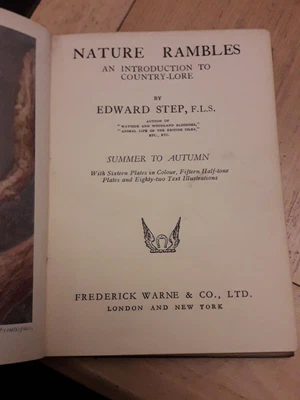 NATURE RAMBLES
AN INTRODUCTION TO
COUNTRY-LORE
BY
EDWARD STEP, F.L.S.
AUTHOR OF
"WAYSIDE AND WOODLAND BLOSSOMS,"
"ANIMAL LIFE OF THE BRITISH ISLES,"
ETC., ETC.
SUMMER TO AUTUMN
With Sixteen Plates in Colour, Fifteen Half-tone
Plates and Eighty-two Text Illustrations
FREDERICK WARNE & CO., LTD.
LONDON AND NEW YORK